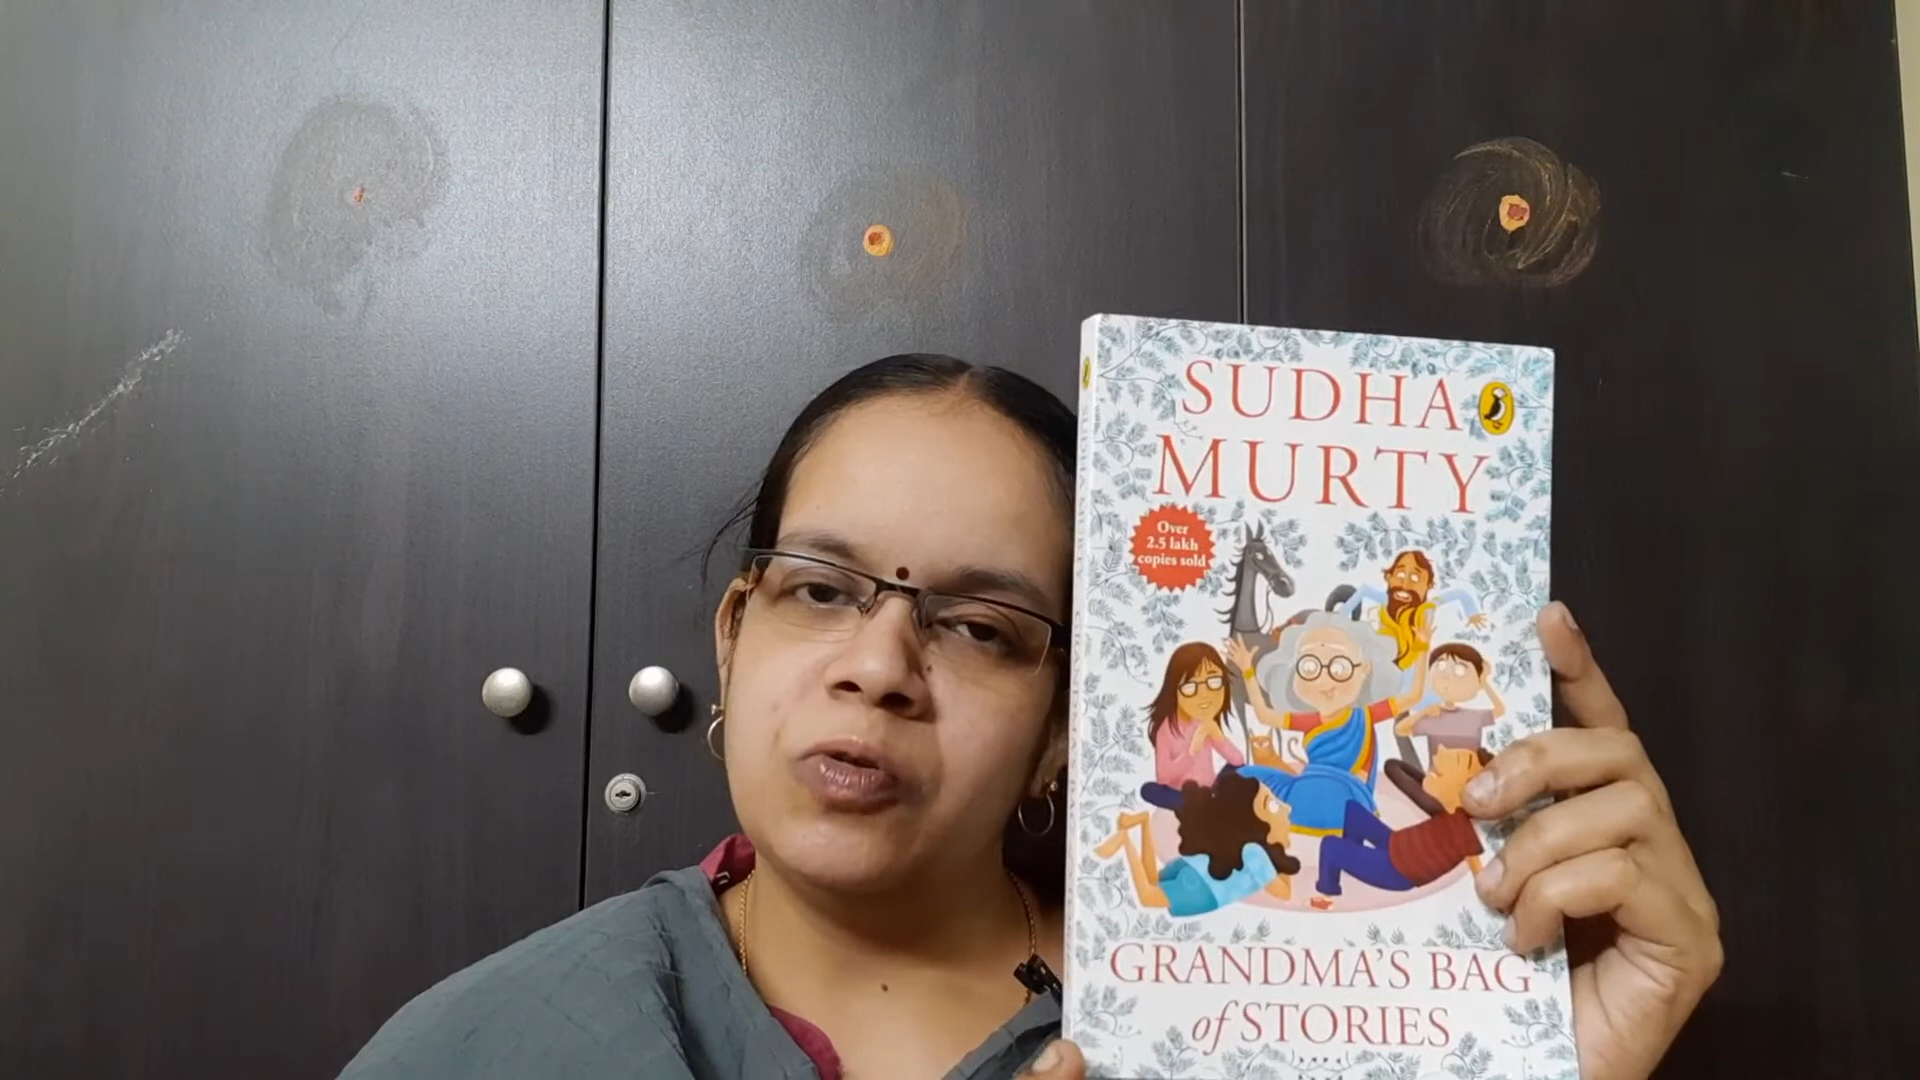 SUDHA
MURTY
Over
2.5 lakh
copies sold
GRANDMA'S BAG
of STORIES